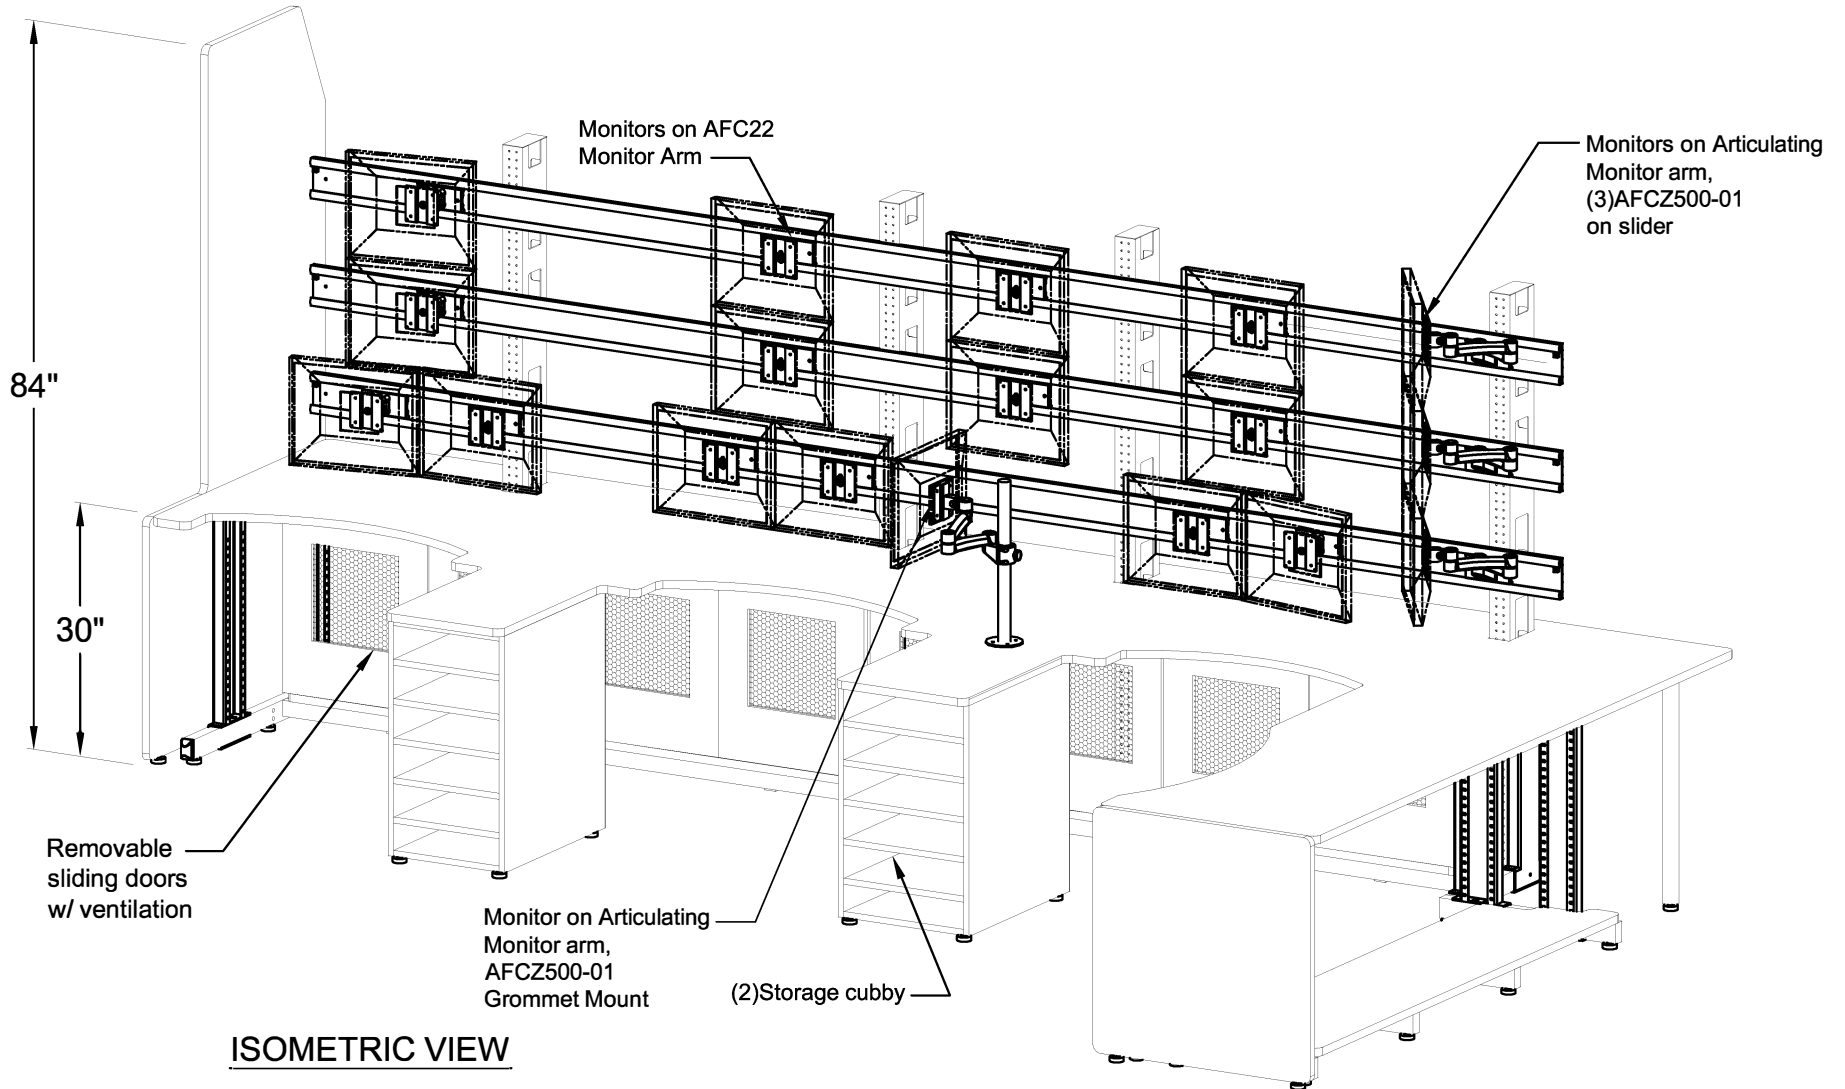 Monitors on AFC22
Monitor Arm
Monitors on Articulating
Monitor arm,
(3)AFCZ500-01
on slider
84"
30"
Removable
sliding doors
w/ ventilation
Monitor on Articulating
Monitor arm,
AFCZ500-01
Grommet Mount
(2)Storage cubby
ISOMETRIC VIEW